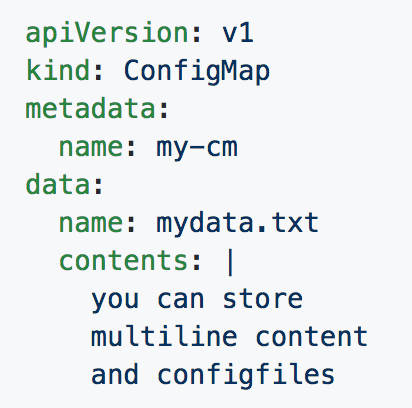 apiVersion: v1
kind: ConfigMap
metadata:
  name: my-cm
data:
  name: mydata.txt
  contents: |
    you can store
    multiline content
    and configfiles